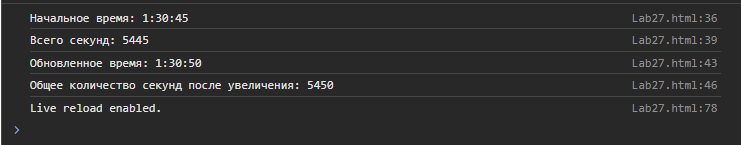 Начальное время: 1:30:45 Lab27.html:36
Всего секунд: 5445 Lab27.html:39
Обновленное время: 1:30:50 Lab27.html:43
Общее количество секунд после увеличения: 5450 Lab27.html:46
Live reload enabled. Lab27.html:78